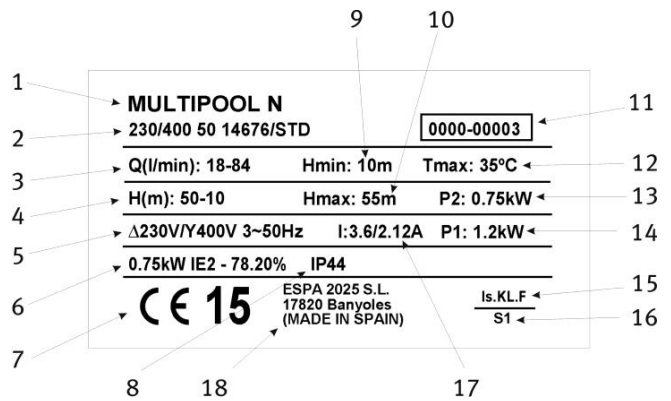 9
10
1
MULTIPOOL N
11
2
230/400 50 14676/STD
0000-00003
3
Q(l/min): 18-84 Hmin: 10m Tmax: 35ºC
12
4
H(m): 50-10 Hmax: 55m P2: 0.75kW
13
5
Δ230V/Y400V 3~50Hz I:3.6/2.12A P1: 1.2kW
14
6
0.75kW IE2 - 78.20% IP44
7
CE 15
ESPA 2025 S.L.
17820 Banyoles
(MADE IN SPAIN)
Is.KL.F
15
S1
16
8
18
17